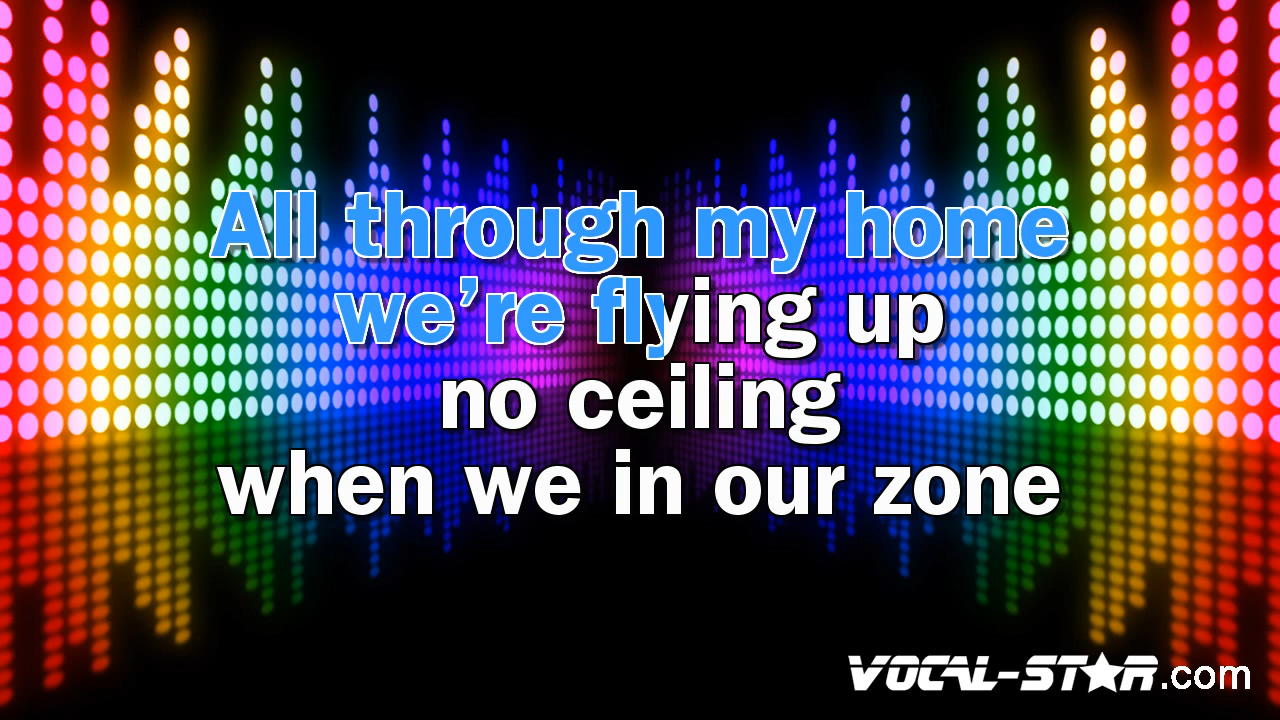 All through my home
we're flying up
no ceiling
when we in our zone
VOCAL-STAR.com